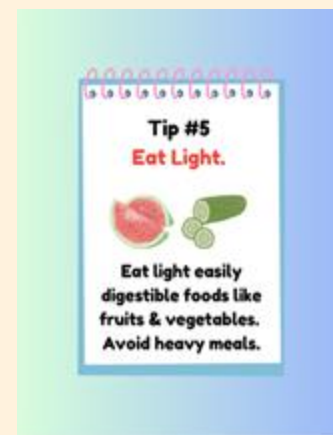 Tip #5
Eat Light.
Eat light easily
digestible foods like
fruits & vegetables.
Avoid heavy meals.